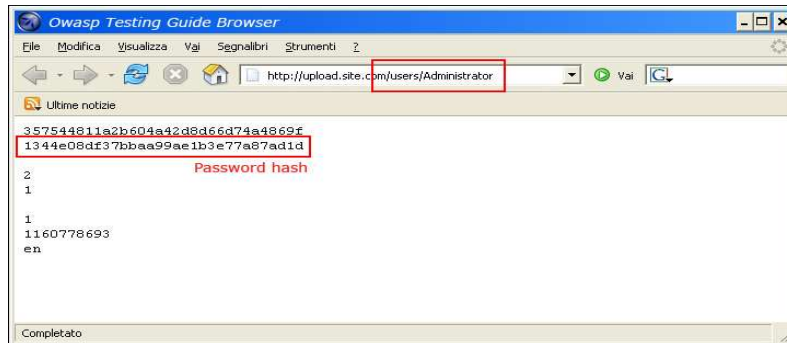 Owasp Testing Guide Browser
File Modifica Visualizza Vai Segnalibri Strumenti ?
http://upload.site.com/users/Administrator Vai G
Ultime notizie
357544811a2b604a42d8d66d74a4869f
1344e08df37bbaa99ae1b3e77a87ad1d
Password hash
2
1
1
1160778693
en
Completato